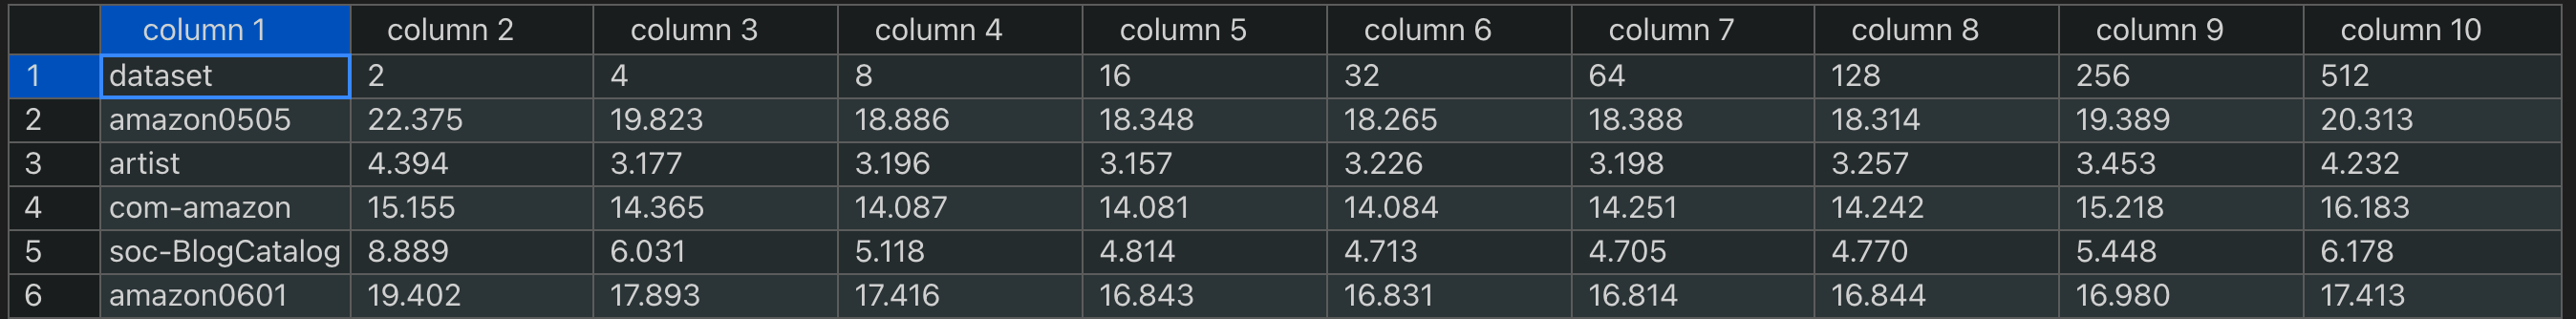 column 1 column 2 column 3 column 4 column 5 column 6 column 7 column 8 column 9 column 10
1 dataset 2 4 8 16 32 64 128 256 512
2 amazon0505 22.375 19.823 18.886 18.348 18.265 18.388 18.314 19.389 20.313
3 artist 4.394 3.177 3.196 3.157 3.226 3.198 3.257 3.453 4.232
4 com-amazon 15.155 14.365 14.087 14.081 14.084 14.251 14.242 15.218 16.183
5 soc-BlogCatalog 8.889 6.031 5.118 4.814 4.713 4.705 4.770 5.448 6.178
6 amazon0601 19.402 17.893 17.416 16.843 16.831 16.814 16.844 16.980 17.413